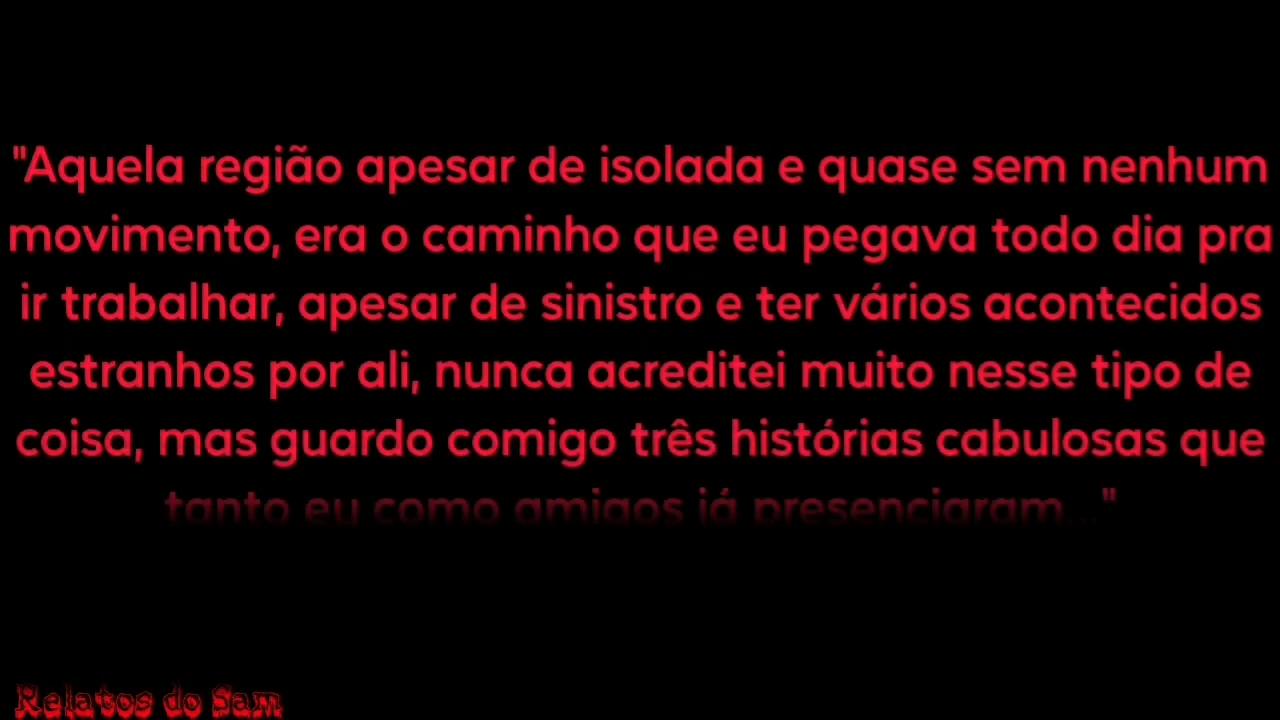 "Aquela região apesar de isolada e quase sem nenhum
movimento, era o caminho que eu pegava todo dia pra
ir trabalhar, apesar de sinistro e ter vários acontecidos
estranhos por ali, nunca acreditei muito nesse tipo de
coisa, mas guardo comigo três histórias cabulosas que
tanto eu como amigos já presenciaram..."
Relatos do Sam